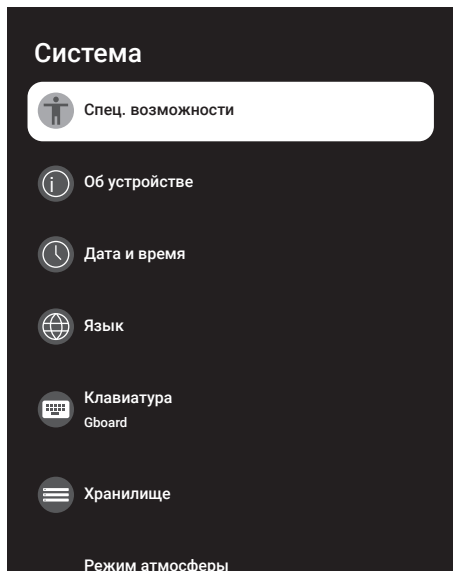 Система
Спец. возможности
Об устройстве
Дата и время
Язык
Клавиатура
Gboard
Хранилище
Режим атмосферы